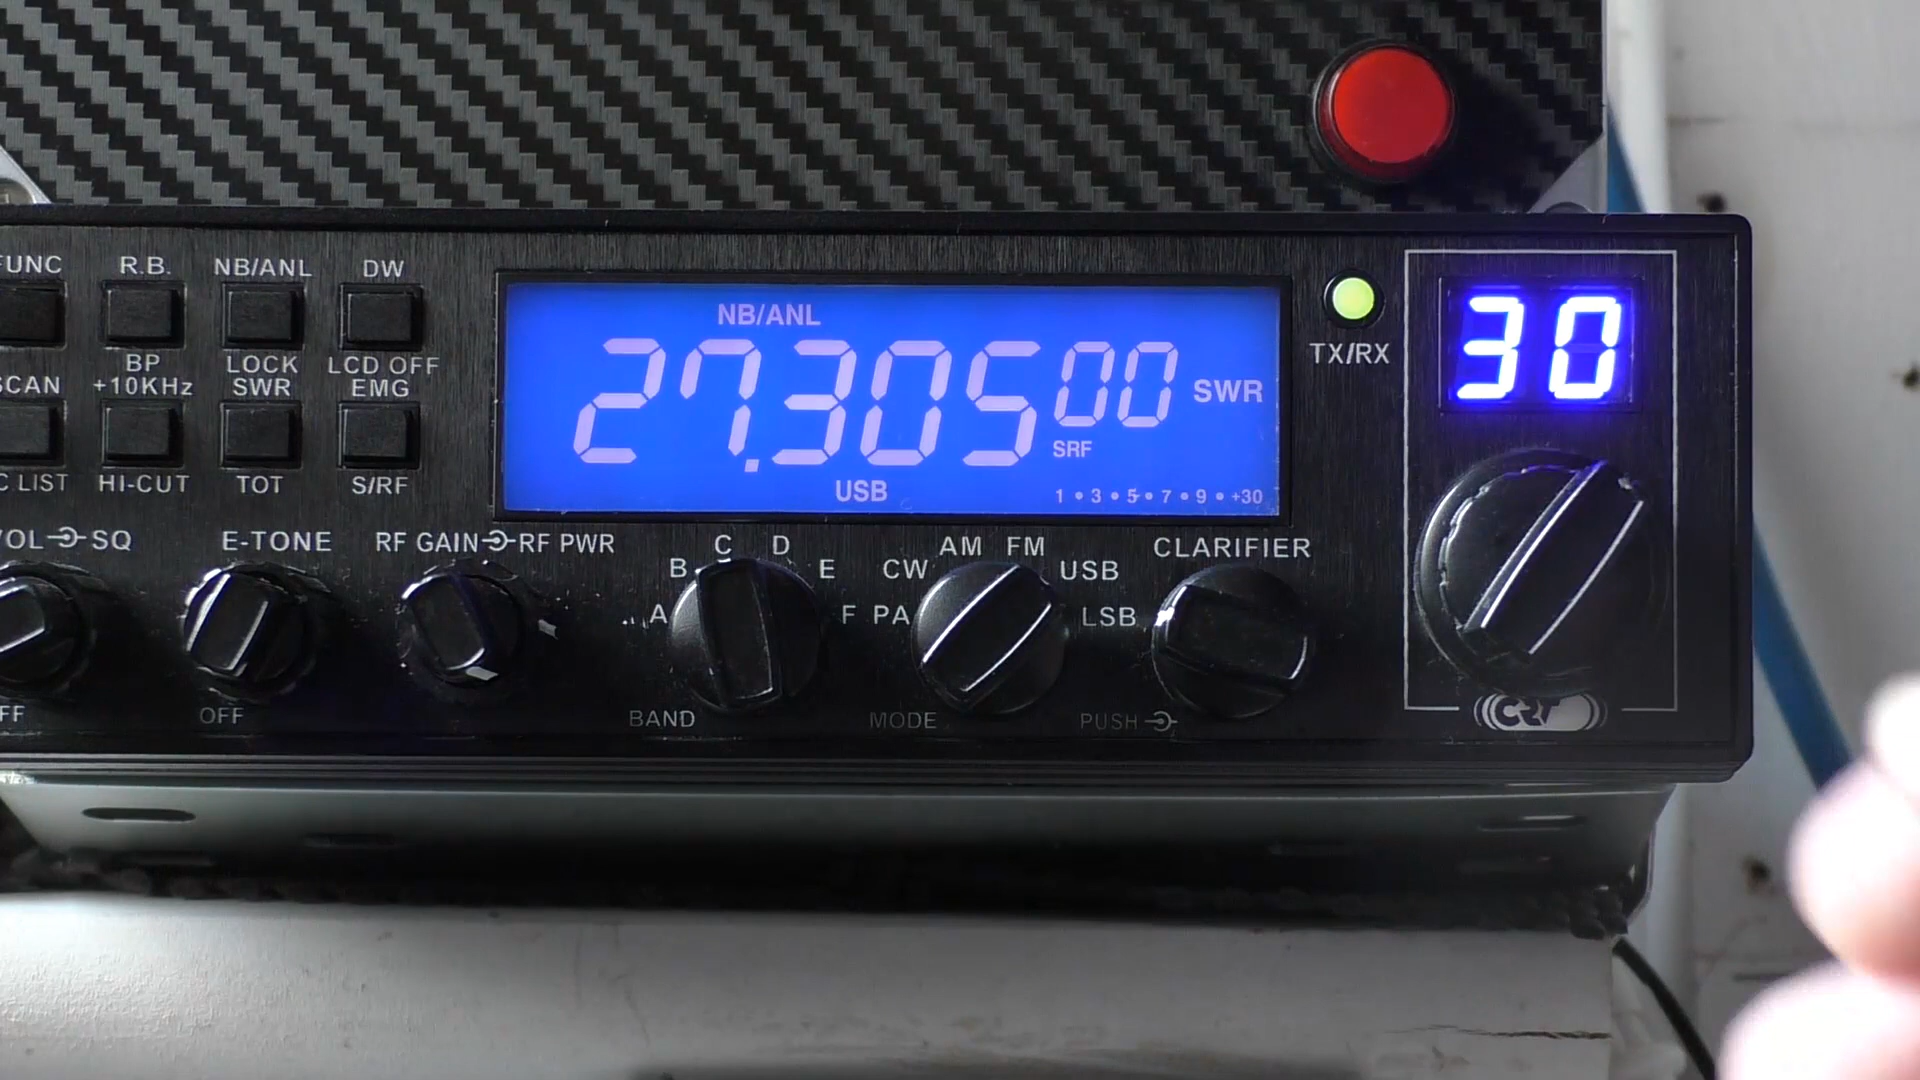 FUNC R.B. NB/ANL DW
SCAN BP +10KHz LOCK SWR LCD OFF EMG
C LIST HI-CUT TOT S/RF
NB/ANL
27.305 00 SWR
SRF
USB 1 • 3 • 5 • 7 • 9 • +30
TX/RX
30
VOL SQ E-TONE RF GAIN RF PWR
A B C D E F
PA CW AM FM USB LSB
CLARIFIER
FF OFF BAND MODE PUSH
CRT